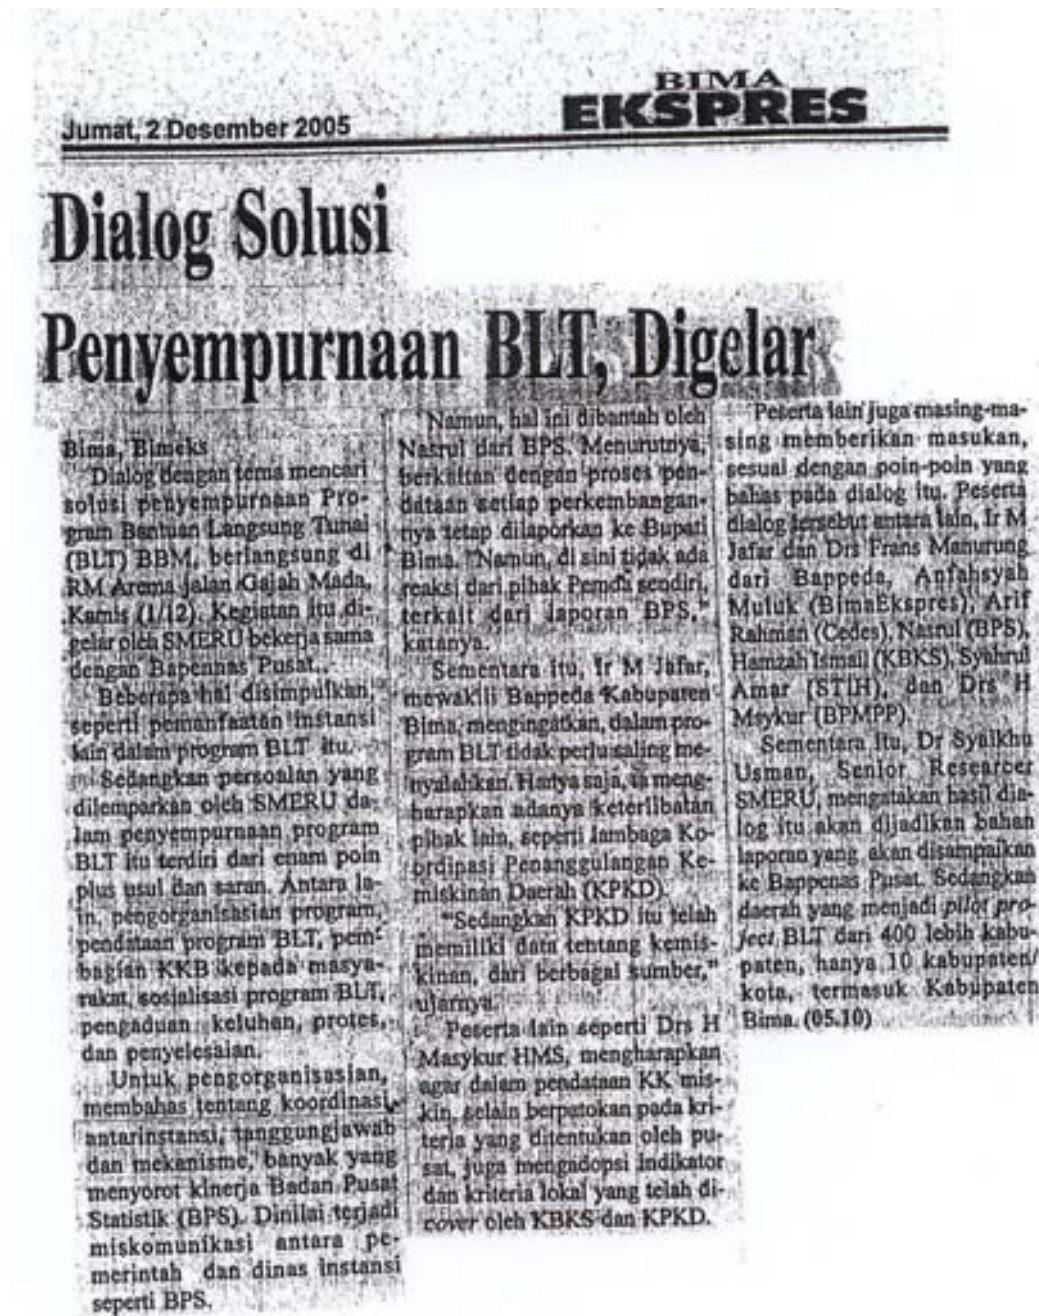 BIMA
EKSPRES
Jumat, 2 Desember 2005
Dialog Solusi
Penyempurnaan BLT, Digelar
Bima, Bimeks
Dialog dengan tema mencari
solusi penyempurnaan Pro-
gram Bantuan Langsung Tunai
(BLT) BBM, berlangsung di
RM Arema jalan Gajah Mada,
Kamis (1/12). Kegiatan itu di-
gelar oleh SMERU bekerja sama
dengan Bapennas Pusat.
Beberapa hal disimpulkan,
seperti pemanfaatan instansi
lain dalam program BLT itu.
Sedangkan persoalan yang
dilemparkan oleh SMERU da-
lam penyempurnaan program
BLT itu terdiri dari enam poin
plus usul dan saran. Antara la-
in, pengorganisasian program,
pendataan program BLT, pem-
bagian KKB kepada masya-
rakat, sosialisasi program BLT,
pengaduan keluhan, protes,
dan penyelesaian.
Untuk pengorganisasian,
membahas tentang koordinasi
antarinstansi, tanggungjawab
dan mekanisme, banyak yang
menyorot kinerja Badan Pusat
Statistik (BPS). Dinilai terjadi
miskomunikasi antara pe-
merintah dan dinas instansi
seperti BPS.
Namun, hal ini dibantah oleh
Nasrul dari BPS. Menurutnya,
berkaitan dengan proses pen-
dataan setiap perkembangan-
nya tetap dilaporkan ke Bupati
Bima. "Namun, di sini tidak ada
reaksi dari pihak Pemda sendiri,
terkait dari laporan BPS,"
katanya.
Sementara itu, Ir M Jafar,
mewakili Bappeda Kabupaten
Bima, mengingatkan, dalam pro-
gram BLT tidak perlu saling me-
nyalahkan. Hanya saja, ia meng-
harapkan adanya keterlibatan
pihak lain, seperti lambaga Ko-
ordinasi Penanggulangan Ke-
miskinan Daerah (KPKD).
"Sedangkan KPKD itu telah
memiliki data tentang kemis-
kinan, dari berbagai sumber,"
ujarnya.
Peserta lain seperti Drs H
Masykur HMS, mengharapkan
agar dalam pendataan KK mis-
kin, selain berpatokan pada kri-
teria yang ditentukan oleh pu-
sat, juga mengadopsi indikator
dan kriteria lokal yang telah di-
cover oleh KBKS dan KPKD.
Peserta lain juga masing-ma-
sing memberikan masukan,
sesuai dengan poin-poin yang
bahas pada dialog itu. Peserta
dialog tersebut antara lain, Ir M
Jafar dan Drs Frans Manurung
dari Bappeda, Anfahsyah
Muluk (BimaEkspres), Arif
Rahman (Cedes), Nasrul (BPS),
Hamzah Ismail (KBKS), Syahrul
Amar (STIH), dan Drs H
Msykur (BPMPP).
Sementara itu, Dr Syaikhu
Usman, Senior Researcer
SMERU, mengatakan hasil dia-
log itu akan dijadikan bahan
laporan yang akan disampaikan
ke Bappenas Pusat. Sedangkan
daerah yang menjadi pilot pro-
ject BLT dari 400 lebih kabu-
paten, hanya 10 kabupaten/
kota, termasuk Kabupaten
Bima. (05.10)